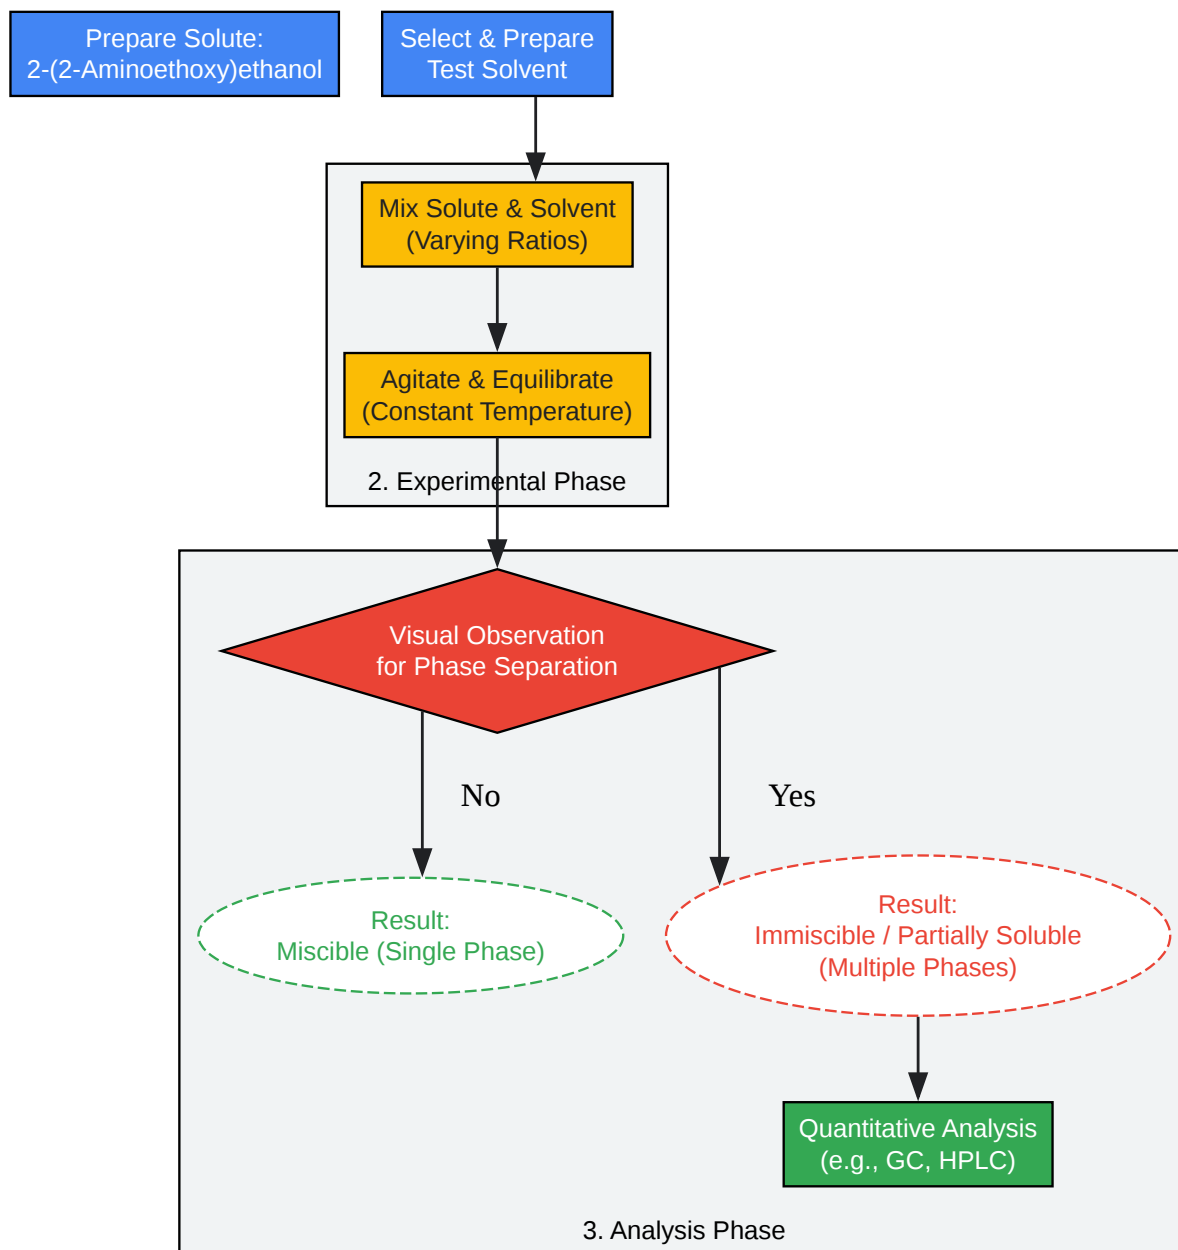 Prepare Solute:
2-(2-Aminoethoxy)ethanol
Select & Prepare
Test Solvent
Mix Solute & Solvent
(Varying Ratios)
Agitate & Equilibrate
(Constant Temperature)
2. Experimental Phase
Visual Observation
for Phase Separation
No
Yes
Result:
Miscible (Single Phase)
Result:
Immiscible / Partially Soluble
(Multiple Phases)
Quantitative Analysis
(e.g., GC, HPLC)
3. Analysis Phase